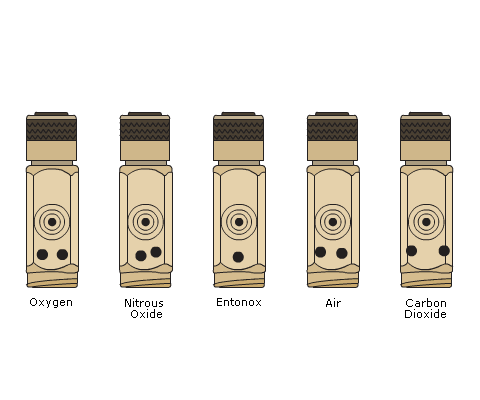 Oxygen
Nitrous
Oxide
Entonox
Air
Carbon
Dioxide